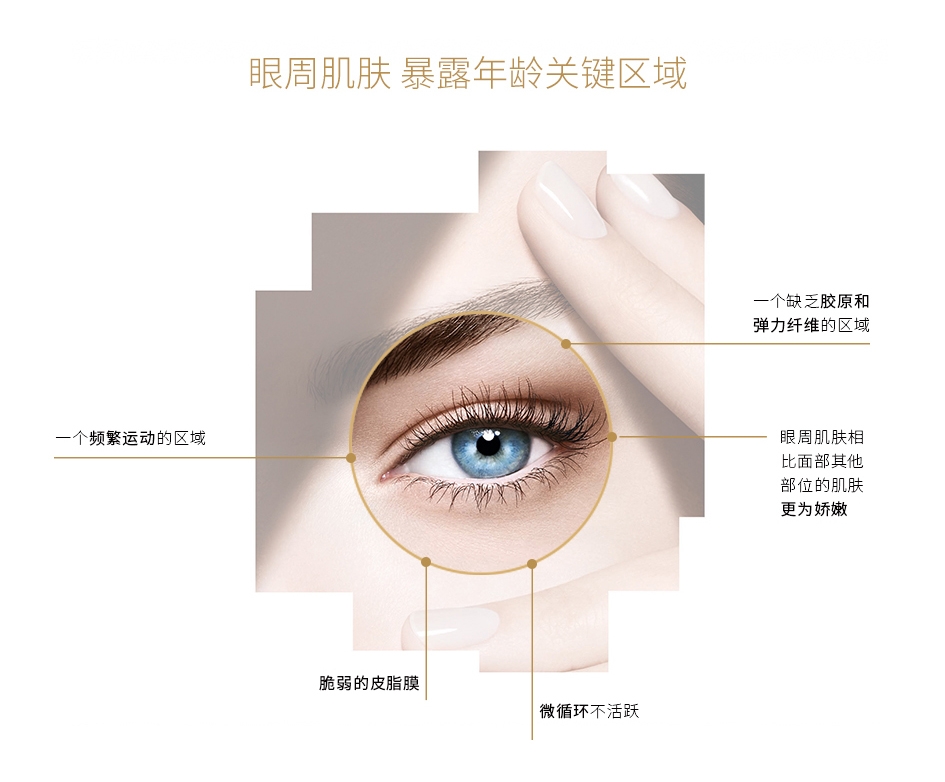 眼周肌肤 暴露年龄关键区域
一个缺乏胶原和
弹力纤维的区域
一个频繁运动的区域
眼周肌肤相
比面部其他
部位的肌肤
更为娇嫩
脆弱的皮脂膜
微循环不活跃